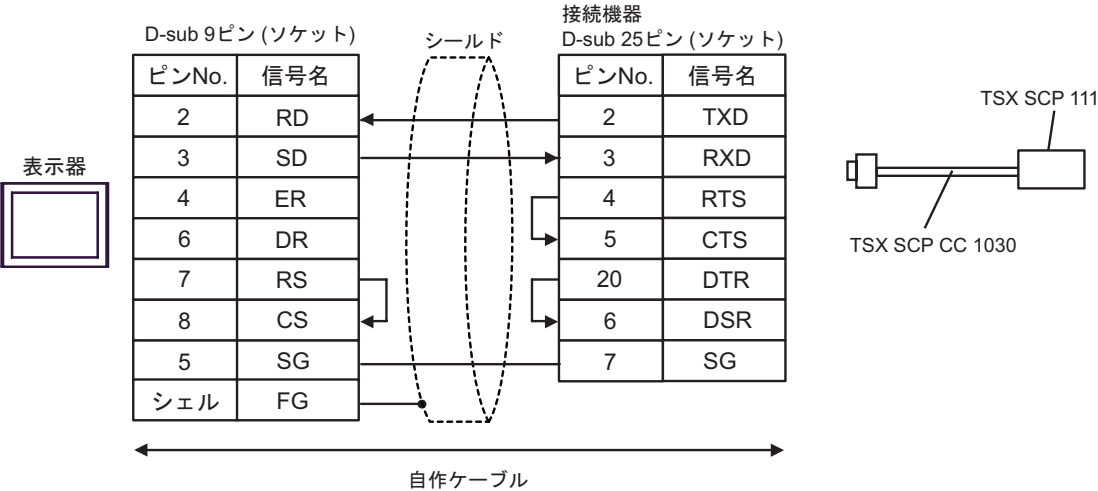 接続機器
D-sub 9ピン (ソケット)
シールド
D-sub 25ピン (ソケット)
ピンNo. 信号名
ピンNo. 信号名
2 RD
2 TXD
3 SD
3 RXD
4 ER
4 RTS
6 DR
5 CTS
7 RS
20 DTR
8 CS
6 DSR
5 SG
7 SG
シェル FG
表示器
TSX SCP 111
TSX SCP CC 1030
自作ケーブル